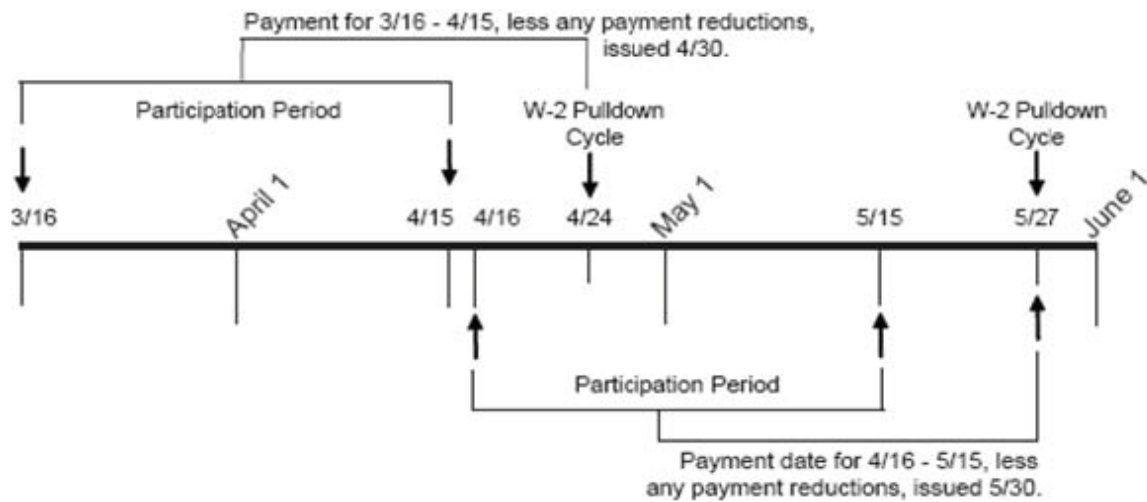 Payment for 3/16 - 4/15, less any payment reductions,
issued 4/30.
Participation Period
W-2 Pulldown
Cycle
W-2 Pulldown
Cycle
3/16
April 1
4/15
4/16
4/24
May 1
5/15
5/27
June 1
Participation Period
Payment date for 4/16 - 5/15, less
any payment reductions, issued 5/30.